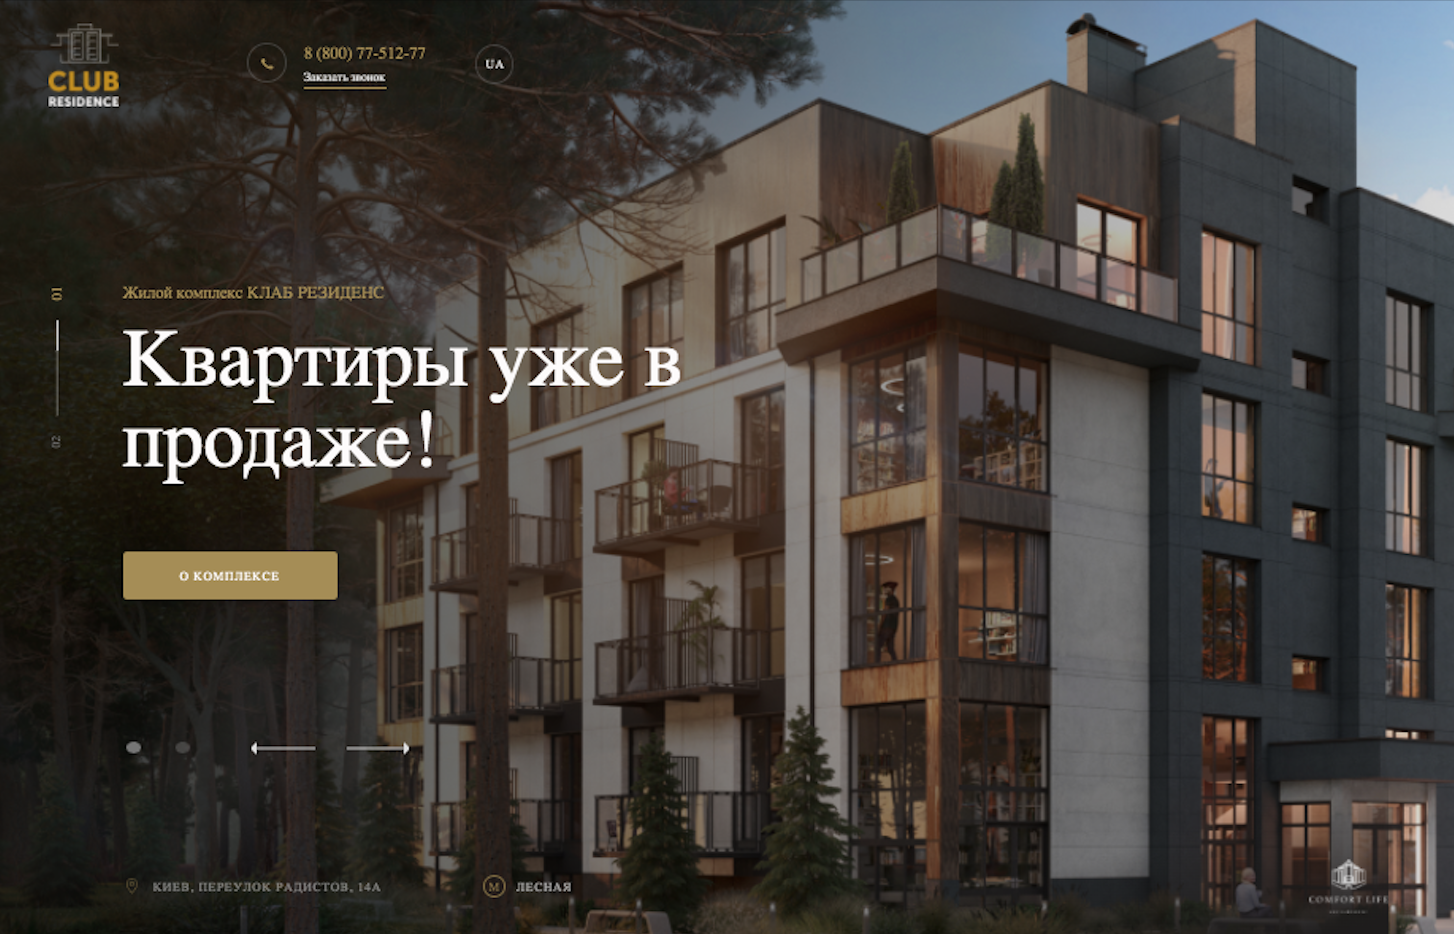 CLUB
RESIDENCE
8 (800) 77-512-77
Заказать звонок
UA
01
02
Жилой комплекс КЛАБ РЕЗИДЕНС
Квартиры уже в
продаже!
О КОМПЛЕКСЕ
КИЕВ, ПЕРЕУЛОК РАДИСТОВ, 14А
М
ЛЕСНАЯ
COMFORT LIFE